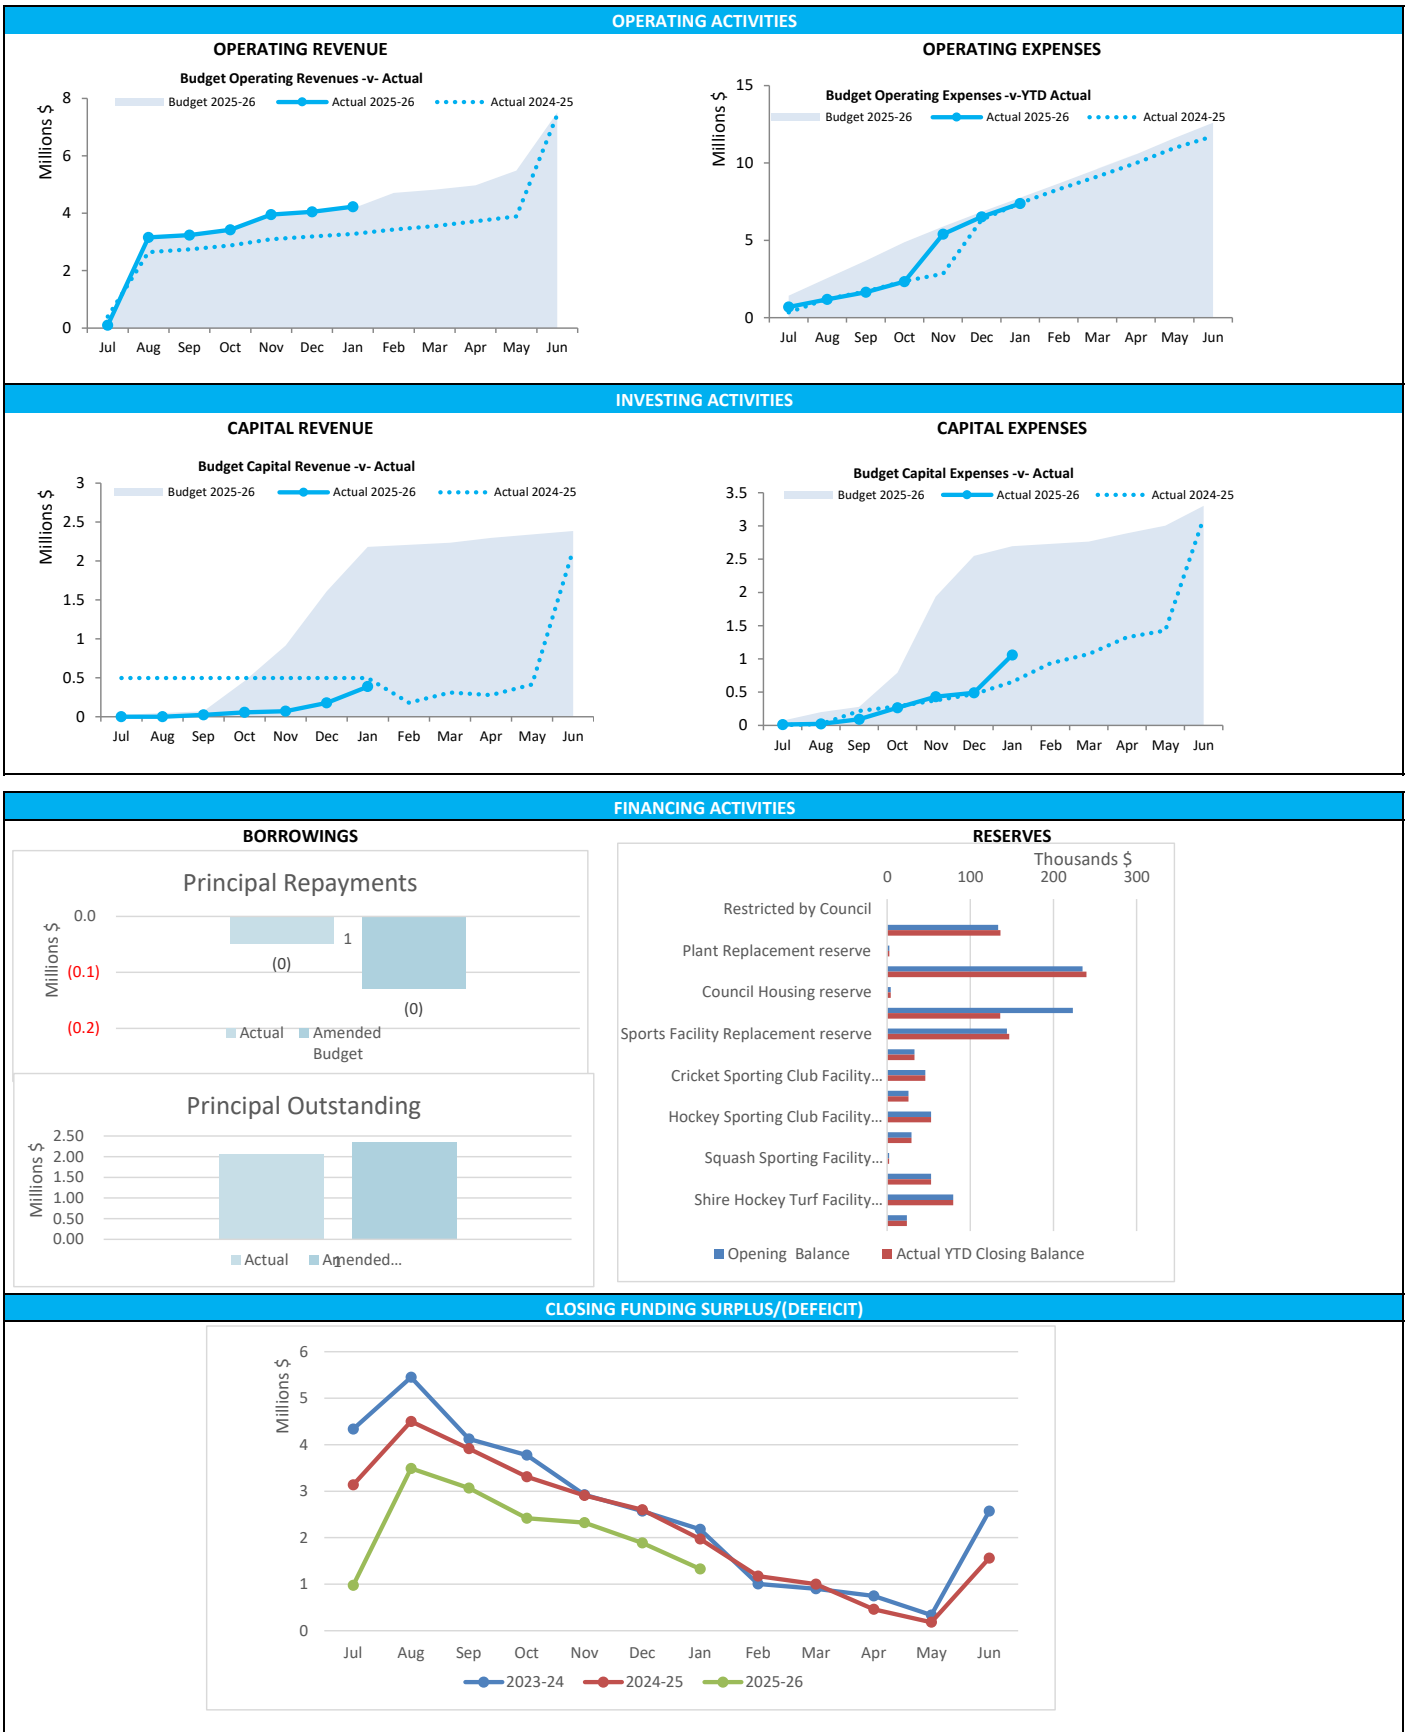 OPERATING ACTIVITIES
OPERATING REVENUE
Budget Operating Revenues -v- Actual
Budget 2025-26 Actual 2025-26 Actual 2024-25
Millions $
8
6
4
2
0
Jul Aug Sep Oct Nov Dec Jan Feb Mar Apr May Jun
OPERATING EXPENSES
Budget Operating Expenses -v-YTD Actual
Budget 2025-26 Actual 2025-26 Actual 2024-25
Millions $
15
10
5
0
Jul Aug Sep Oct Nov Dec Jan Feb Mar Apr May Jun
INVESTING ACTIVITIES
CAPITAL REVENUE
Budget Capital Revenue -v- Actual
Budget 2025-26 Actual 2025-26 Actual 2024-25
Millions $
3
2.5
2
1.5
1
0.5
0
Jul Aug Sep Oct Nov Dec Jan Feb Mar Apr May Jun
CAPITAL EXPENSES
Budget Capital Expenses -v- Actual
Budget 2025-26 Actual 2025-26 Actual 2024-25
3.5
3
2.5
2
1.5
1
0.5
0
Jul Aug Sep Oct Nov Dec Jan Feb Mar Apr May Jun
FINANCING ACTIVITIES
BORROWINGS
Principal Repayments
Millions $
0.0
(0.1)
(0.2)
1
(0)
(0)
Actual Amended
Budget
Principal Outstanding
Millions $
2.50
2.00
1.50
1.00
0.50
0.00
1
Actual Amended...
RESERVES
Thousands $
0 100 200 300
Restricted by Council
Plant Replacement reserve
Council Housing reserve
Sports Facility Replacement reserve
Cricket Sporting Club Facility...
Hockey Sporting Club Facility...
Squash Sporting Facility...
Shire Hockey Turf Facility...
Opening Balance Actual YTD Closing Balance
CLOSING FUNDING SURPLUS/(DEFEICIT)
Millions $
6
5
4
3
2
1
0
Jul Aug Sep Oct Nov Dec Jan Feb Mar Apr May Jun
2023-24 2024-25 2025-26